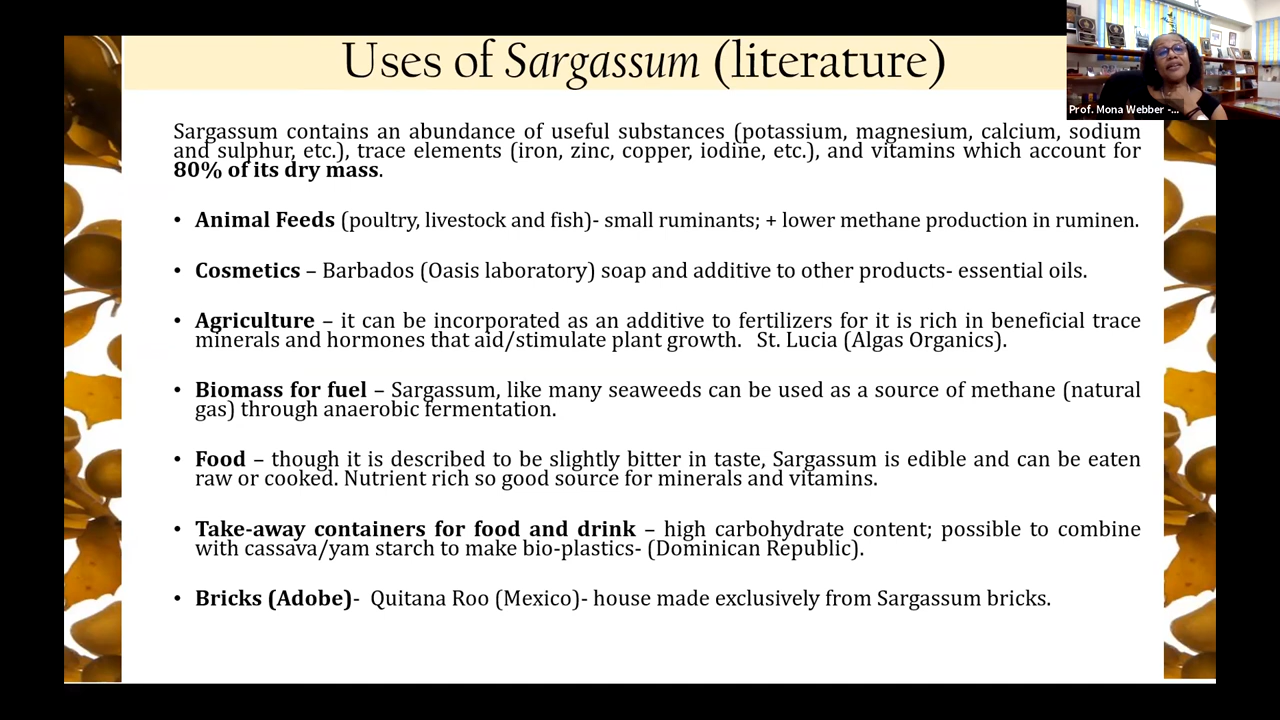 Uses of Sargassum (literature)
Prof. Mona Webber -...
Sargassum contains an abundance of useful substances (potassium, magnesium, calcium, sodium
and sulphur, etc.), trace elements (iron, zinc, copper, iodine, etc.), and vitamins which account for
80% of its dry mass.
• Animal Feeds (poultry, livestock and fish)- small ruminants; + lower methane production in ruminen.
• Cosmetics – Barbados (Oasis laboratory) soap and additive to other products- essential oils.
• Agriculture – it can be incorporated as an additive to fertilizers for it is rich in beneficial trace
minerals and hormones that aid/stimulate plant growth. St. Lucia (Algas Organics).
• Biomass for fuel – Sargassum, like many seaweeds can be used as a source of methane (natural
gas) through anaerobic fermentation.
• Food – though it is described to be slightly bitter in taste, Sargassum is edible and can be eaten
raw or cooked. Nutrient rich so good source for minerals and vitamins.
• Take-away containers for food and drink – high carbohydrate content; possible to combine
with cassava/yam starch to make bio-plastics- (Dominican Republic).
• Bricks (Adobe)- Quitana Roo (Mexico)- house made exclusively from Sargassum bricks.